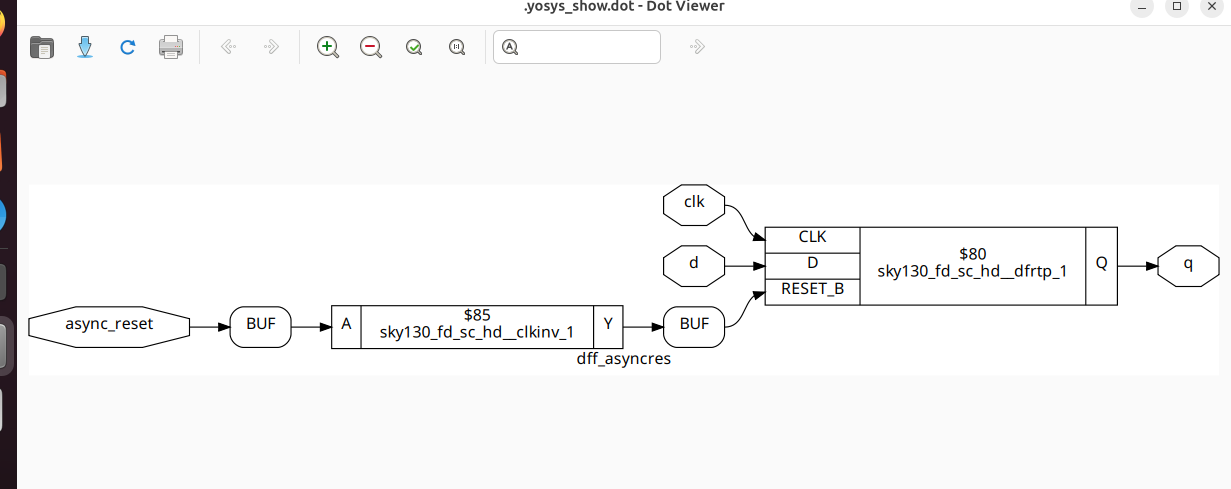 .yosys_show.dot - Dot Viewer
clk
d
CLK
D
RESET_B
$80
sky130_fd_sc_hd__dfrtp_1
Q
q
async_reset
BUF
A
$85
sky130_fd_sc_hd__clkinv_1
Y
BUF
dff_asyncres